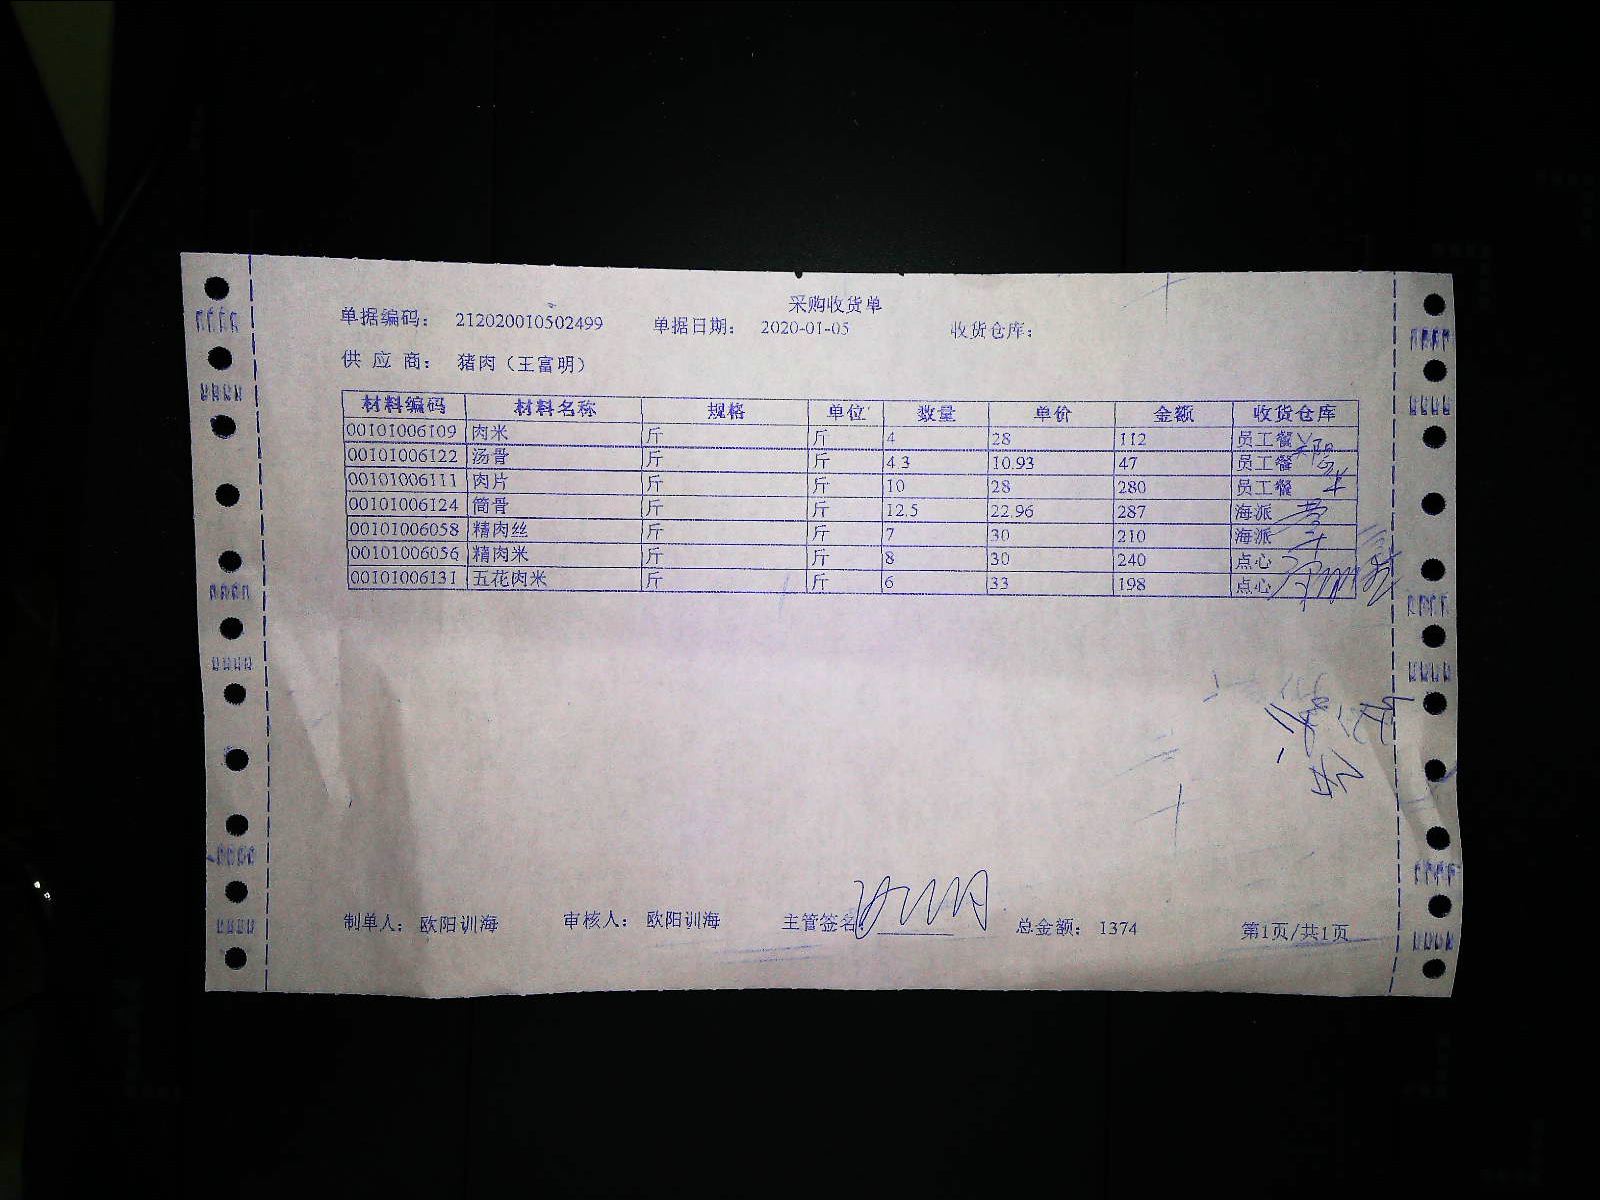 采购收货单
单据编码： 212020010502499 单据日期： 2020-01-05 收货仓库：
供 应 商： 猪肉（王富明）
材料编码 材料名称 规格 单位 数量 单价 金额 收货仓库
00101006109 肉米 斤 斤 4 28 112 员工餐
00101006122 汤骨 斤 斤 4.3 10.93 47 员工餐
00101006111 肉片 斤 斤 10 28 280 员工餐
00101006124 筒骨 斤 斤 12.5 22.96 287 海派
00101006058 精肉丝 斤 斤 7 30 210 海派
00101006056 精肉米 斤 斤 8 30 240 点心
00101006131 五花肉米 斤 斤 6 33 198 点心
制单人： 欧阳训海 审核人： 欧阳训海 主管签名： 总金额： 1374 第1页/共1页